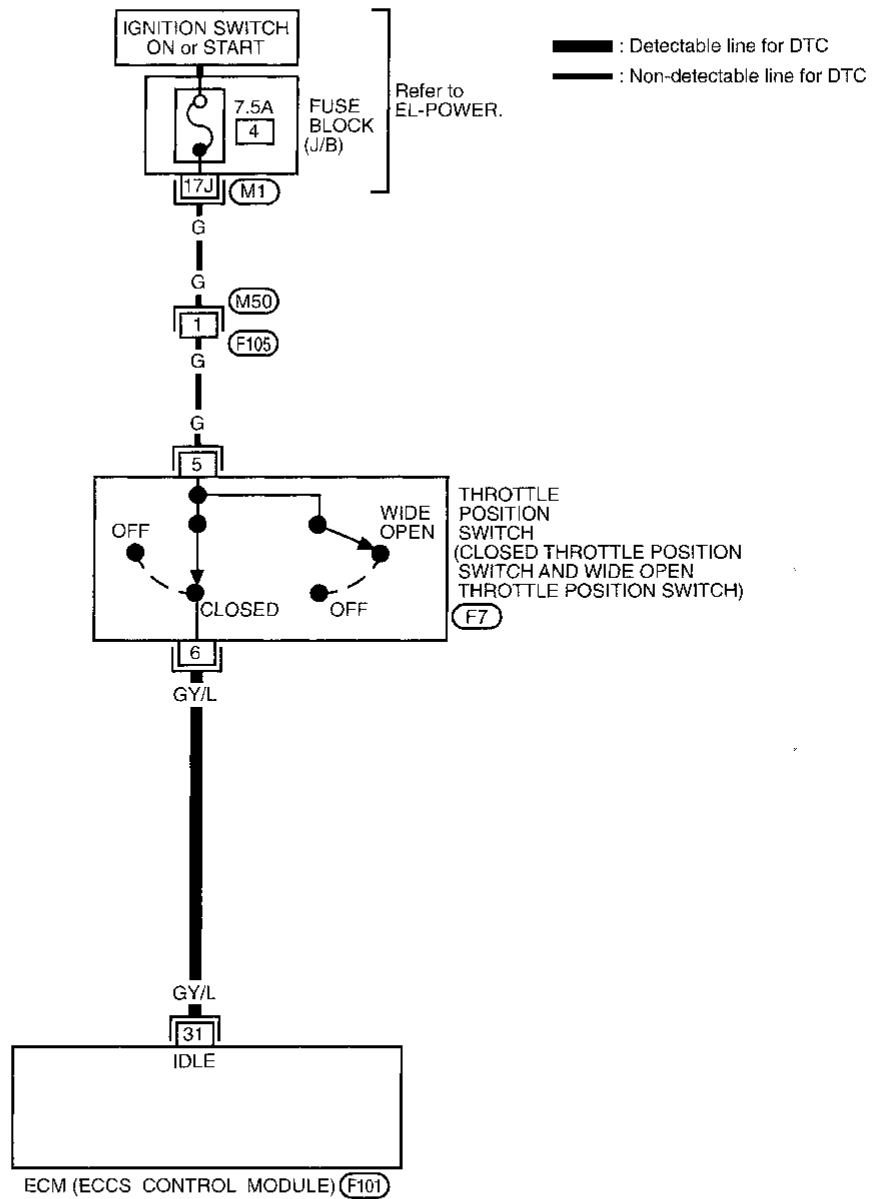 IGNITION SWITCH
ON or START
: Detectable line for DTC
: Non-detectable line for DTC
7.5A
4
FUSE
BLOCK
(J/B)
Refer to
EL-POWER.
17J
M1
G
G
M50
1
F105
G
G
5
OFF
WIDE
OPEN
CLOSED
OFF
THROTTLE
POSITION
SWITCH
(CLOSED THROTTLE POSITION
SWITCH AND WIDE OPEN
THROTTLE POSITION SWITCH)
F7
6
GY/L
GY/L
31
IDLE
ECM (ECCS CONTROL MODULE)
F101